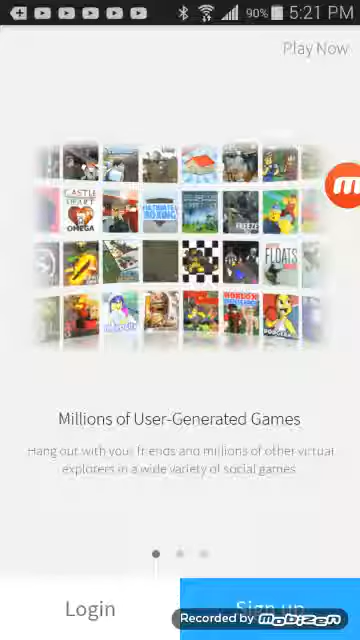 90% 5:21 PM
Play Now
CASTLE
HEART
OMEGA
ULTIMATE
BOXING
FREEZE
FLOATS
Millions of User-Generated Games
Hang out with your friends and millions of other virtual
explorers in a wide variety of social games.
Login
Sign up
Recorded by mobizen